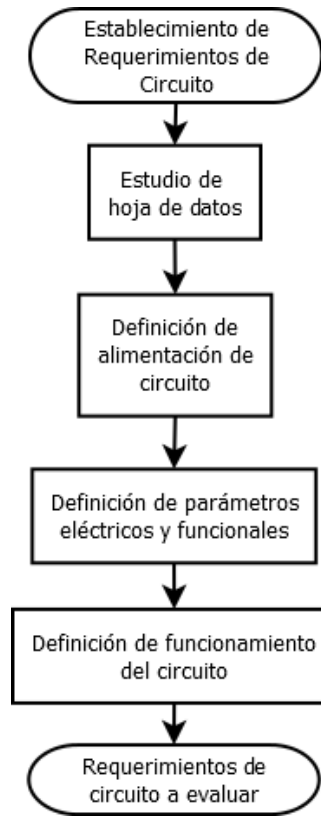 Establecimiento de
Requerimientos de
Circuito
Estudio de
hoja de datos
Definición de
alimentación de
circuito
Definición de parámetros
eléctricos y funcionales
Definición de funcionamiento
del circuito
Requerimientos de
circuito a evaluar